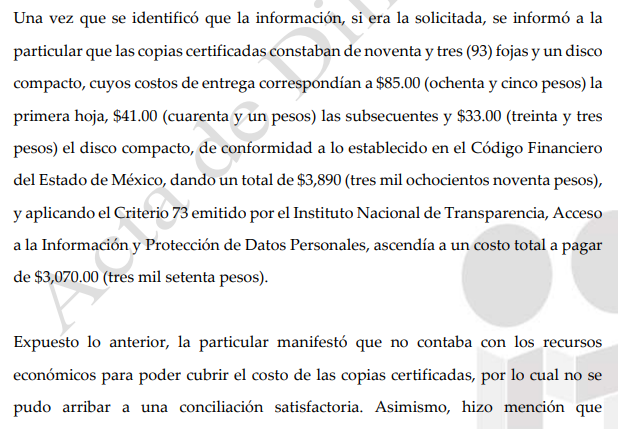 Una vez que se identificó que la información, si era la solicitada, se informó a la
particular que las copias certificadas constaban de noventa y tres (93) fojas y un disco
compacto, cuyos costos de entrega correspondían a $85.00 (ochenta y cinco pesos) la
primera hoja, $41.00 (cuarenta y un pesos) las subsecuentes y $33.00 (treinta y tres
pesos) el disco compacto, de conformidad a lo establecido en el Código Financiero
del Estado de México, dando un total de $3,890 (tres mil ochocientos noventa pesos),
y aplicando el Criterio 73 emitido por el Instituto Nacional de Transparencia, Acceso
a la Información y Protección de Datos Personales, ascendía a un costo total a pagar
de $3,070.00 (tres mil setenta pesos).
Expuesto lo anterior, la particular manifestó que no contaba con los recursos
económicos para poder cubrir el costo de las copias certificadas, por lo cual no se
pudo arribar a una conciliación satisfactoria. Asimismo, hizo mención que
Acta de